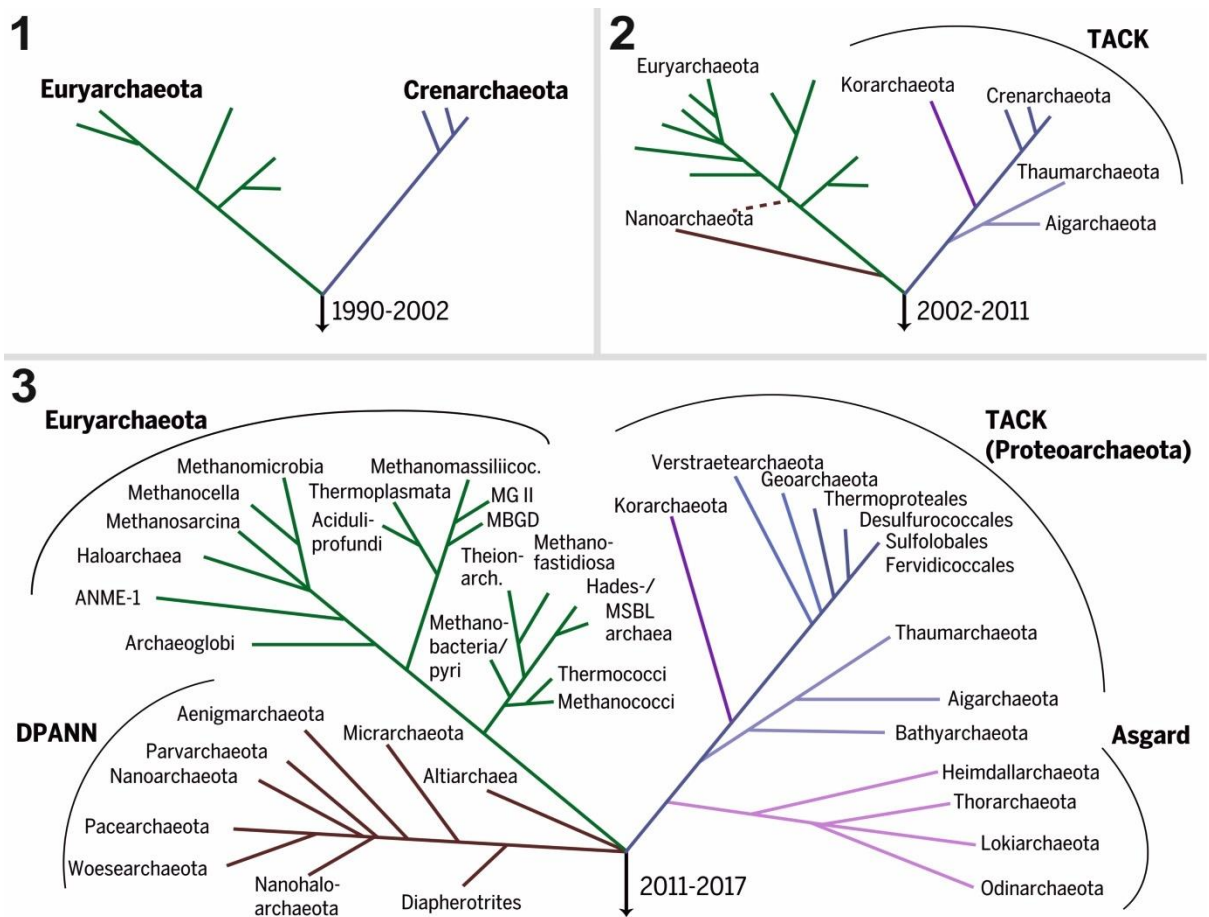 1
Euryarchaeota
Crenarchaeota
1990-2002
2
TACK
Euryarchaeota
Korarchaeota
Crenarchaeota
Thaumarchaeota
Nanoarchaeota
Aigarchaeota
2002-2011
3
Euryarchaeota
TACK
(Proteoarchaeota)
Methanomicrobia
Methanomassiliicoc.
Verstraetearchaeota
Methanocella
Thermoplasmata
MG II
Geoarchaeota
Korarchaeota
Thermoproteales
Methanosarcina
Aciduli-
profundi
MBGD
Desulfurococcales
Sulfolobales
Fervidicoccales
Haloarchaea
Theion-
arch.
Methano-
fastidiosa
ANME-1
Hades-/
MSBL
archaea
Archaeoglobi
Methano-
bacteria/
pyri
Thaumarchaeota
Thermococci
Methanococci
Aigarchaeota
DPANN
Aenigmarchaeota
Micrarchaeota
Bathyarchaeota
Asgard
Parvarchaeota
Nanoarchaeota
Altiarchaea
Heimdallarchaeota
Thorarchaeota
Pacearchaeota
Lokiarchaeota
Woesearchaeota
Nanohalo-
archaeota
Diapherotrites
2011-2017
Odinarchaeota